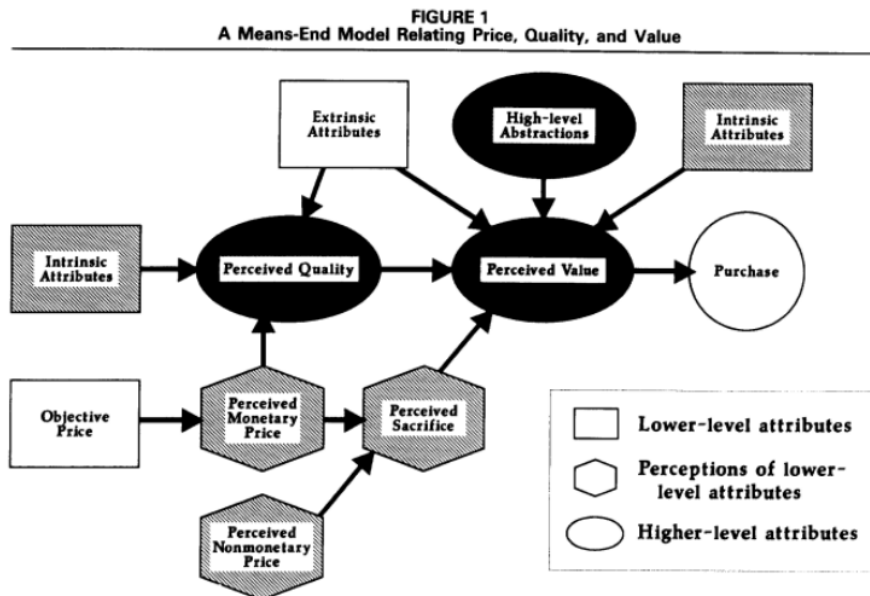 FIGURE 1
A Means-End Model Relating Price, Quality, and Value
Extrinsic
Attributes
High-level
Abstractions
Intrinsic
Attributes
Intrinsic
Attributes
Perceived Quality
Perceived Value
Purchase
Objective
Price
Perceived
Monetary
Price
Perceived
Sacrifice
Perceived
Nonmonetary
Price
Lower-level attributes
Perceptions of lower-
level attributes
Higher-level attributes